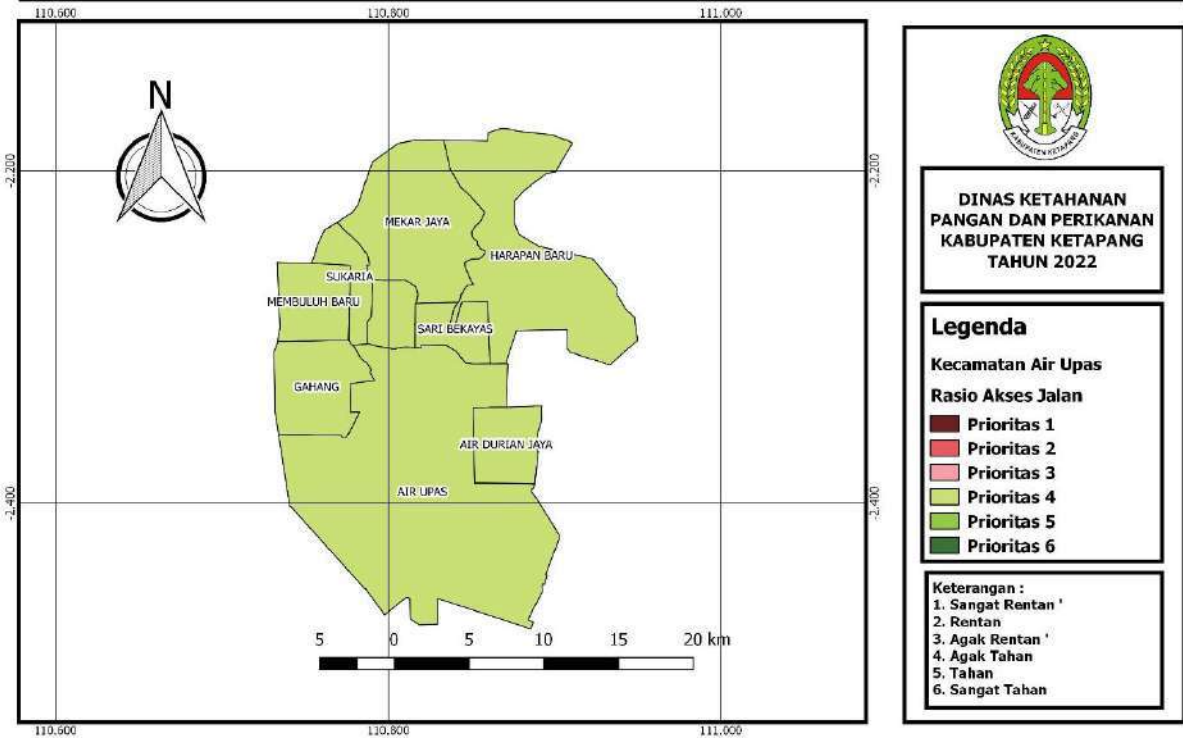 110.600
110.800
111.000
N
-2.200
-2.200
MEKAR JAYA
HARAPAN BARU
SUKARIA
MEMBULUH BARU
SARI BEKAYAS
GAHANG
AIR DURIAN JAYA
AIR UPAS
-2.400
-2.400
5 0 5 10 15 20 km
110.600
110.800
111.000
KABUPATEN KETAPANG
DINAS KETAHANAN
PANGAN DAN PERIKANAN
KABUPATEN KETAPANG
TAHUN 2022
Legenda
Kecamatan Air Upas
Rasio Akses Jalan
Prioritas 1
Prioritas 2
Prioritas 3
Prioritas 4
Prioritas 5
Prioritas 6
Keterangan :
1. Sangat Rentan '
2. Rentan
3. Agak Rentan '
4. Agak Tahan
5. Tahan
6. Sangat Tahan